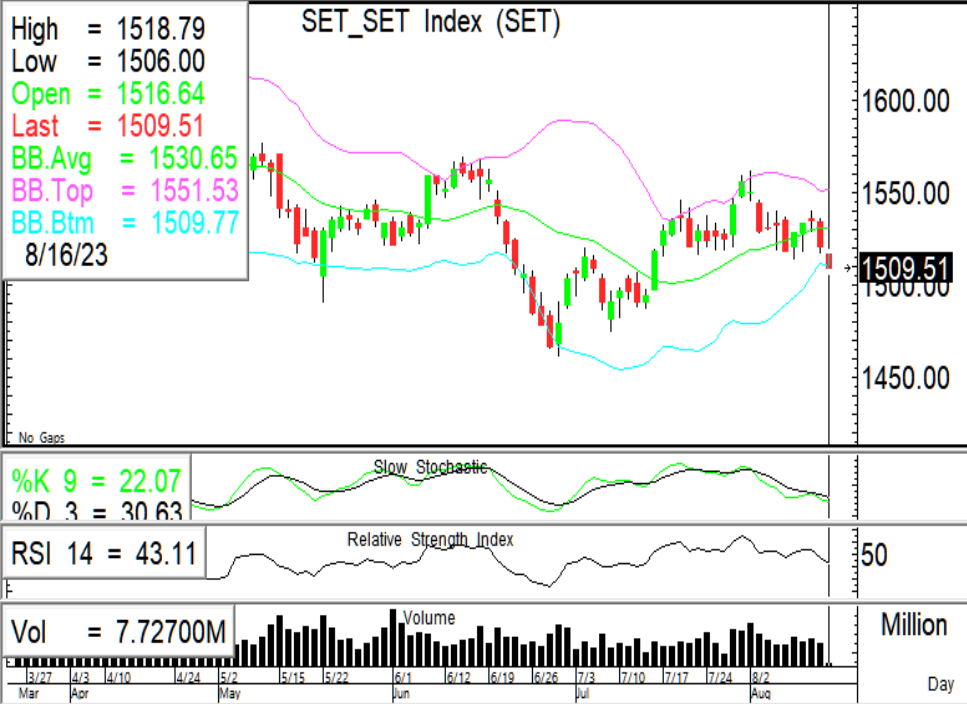 SET_SET Index (SET)
High = 1518.79
Low = 1506.00
Open = 1516.64
Last = 1509.51
BB.Avg = 1530.65
BB.Top = 1551.53
BB.Btm = 1509.77
8/16/23
1600.00
1550.00
1509.51
1500.00
1450.00
No Gaps
Slow Stochastic
%K 9 = 22.07
%D 3 = 30.63
Relative Strength Index
RSI 14 = 43.11
50
Volume
Vol = 7.72700M
Million
3/27 4/3 4/10 4/24 5/2 5/15 5/22 6/1 6/12 6/19 6/26 7/3 7/10 7/17 7/24 8/2
Mar Apr May Jun Jul Aug
Day